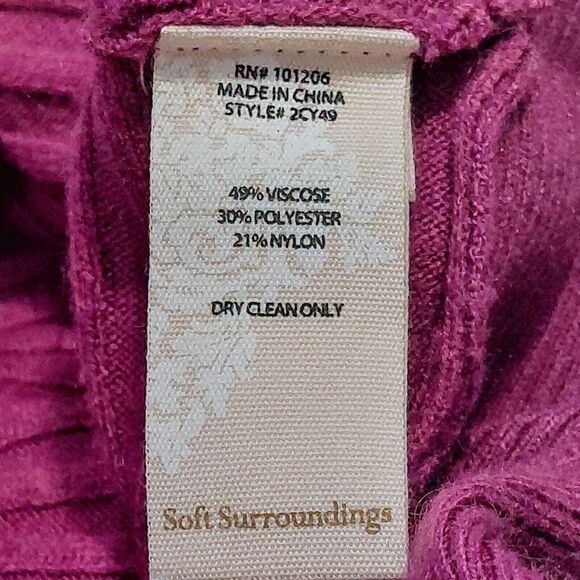 RN# 101206
MADE IN CHINA
STYLE# 2CY49
49% VISCOSE
30% POLYESTER
21% NYLON
DRY CLEAN ONLY
Soft Surroundings